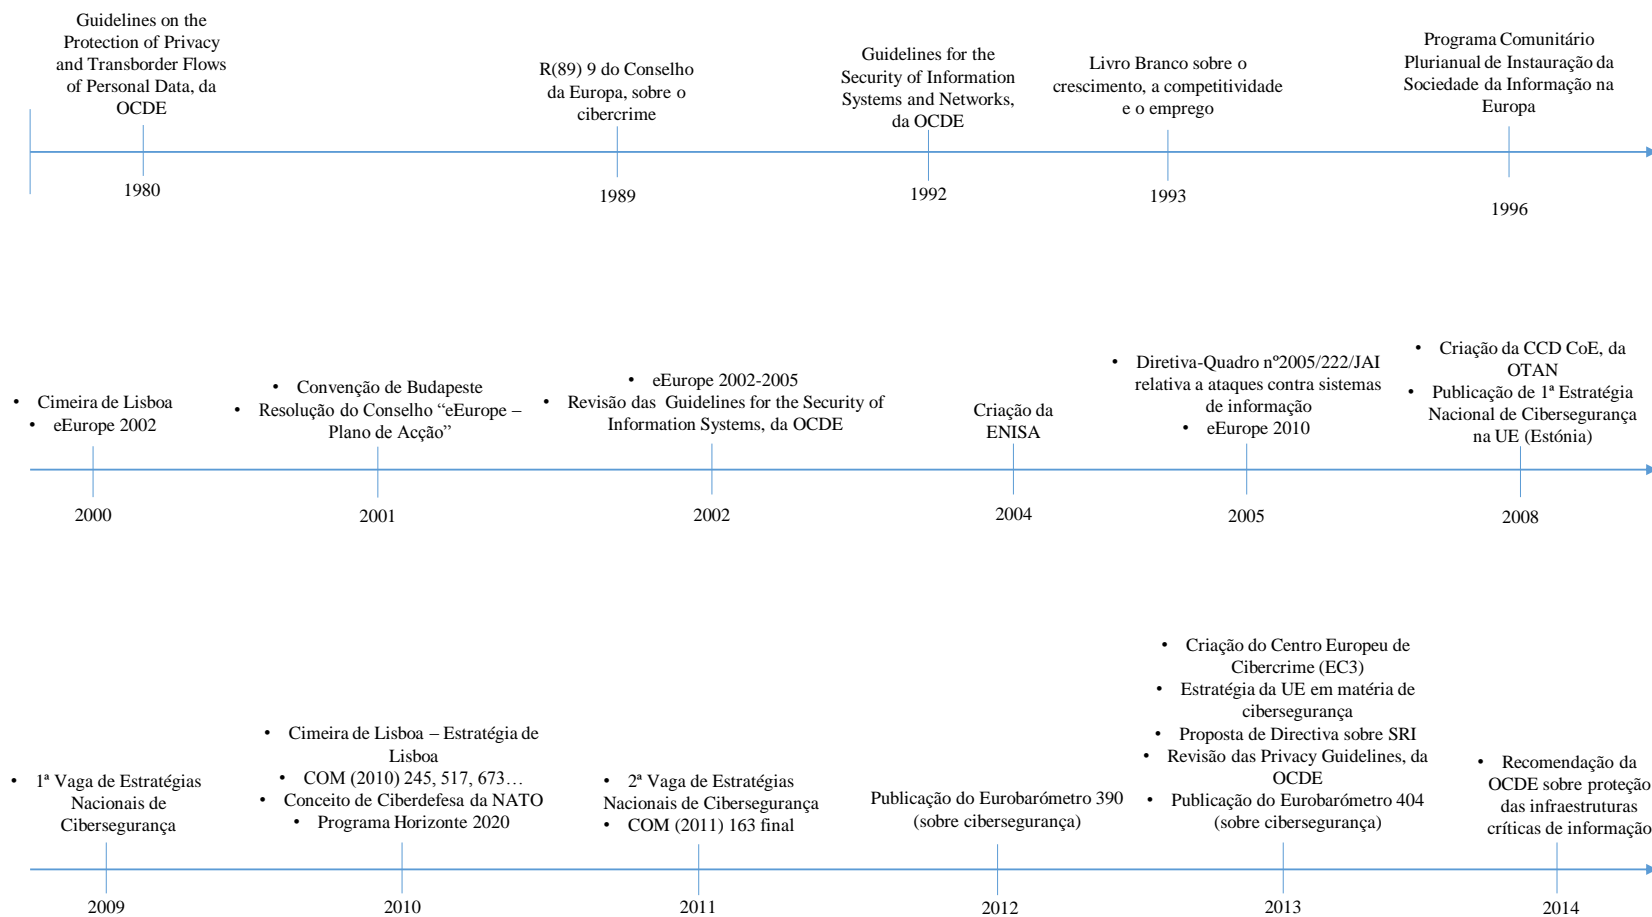 Guidelines on the
Protection of Privacy
and Transborder Flows
of Personal Data, da
OCDE
1980
R(89) 9 do Conselho
da Europa, sobre o
cibercrime
1989
Guidelines for the
Security of Information
Systems and Networks,
da OCDE
1992
Livro Branco sobre o
crescimento, a competitividade
e o emprego
1993
Programa Comunitário
Plurianual de Instauração da
Sociedade da Informação na
Europa
1996
• Cimeira de Lisboa
• eEurope 2002
2000
• Convenção de Budapeste
• Resolução do Conselho “eEurope –
Plano de Acção”
2001
• eEurope 2002-2005
• Revisão das Guidelines for the Security of
Information Systems, da OCDE
2002
Criação da
ENISA
2004
• Diretiva-Quadro nº2005/222/JAI
relativa a ataques contra sistemas
de informação
• eEurope 2010
2005
• Criação da CCD CoE, da
OTAN
• Publicação de 1ª Estratégia
Nacional de Cibersegurança
na UE (Estónia)
2008
• 1ª Vaga de Estratégias
Nacionais de
Cibersegurança
2009
• Cimeira de Lisboa – Estratégia de
Lisboa
• COM (2010) 245, 517, 673…
• Conceito de Ciberdefesa da NATO
• Programa Horizonte 2020
2010
• 2ª Vaga de Estratégias
Nacionais de Cibersegurança
• COM (2011) 163 final
2011
Publicação do Eurobarómetro 390
(sobre cibersegurança)
2012
• Criação do Centro Europeu de
Cibercrime (EC3)
• Estratégia da UE em matéria de
cibersegurança
• Proposta de Directiva sobre SRI
• Revisão das Privacy Guidelines, da
OCDE
• Publicação do Eurobarómetro 404
(sobre cibersegurança)
2013
• Recomendação da
OCDE sobre proteção
das infraestruturas
críticas de informação
2014